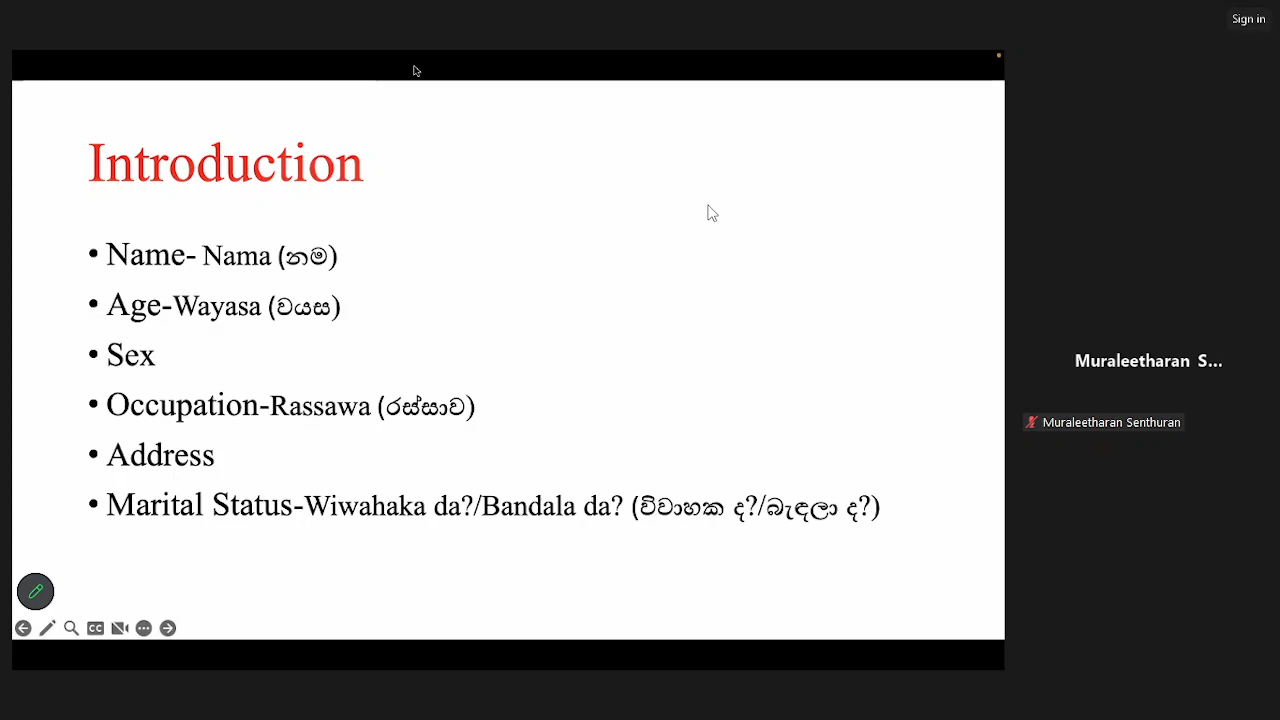 Sign in
Introduction
• Name- Nama (නම)
• Age-Wayasa (වයස)
• Sex
• Occupation-Rassawa (රස්සාව)
• Address
• Marital Status-Wiwahaka da?/Bandala da? (විවාහක ද?/බැඳලා ද?)
Muraleetharan S...
Muraleetharan Senthuran
CC